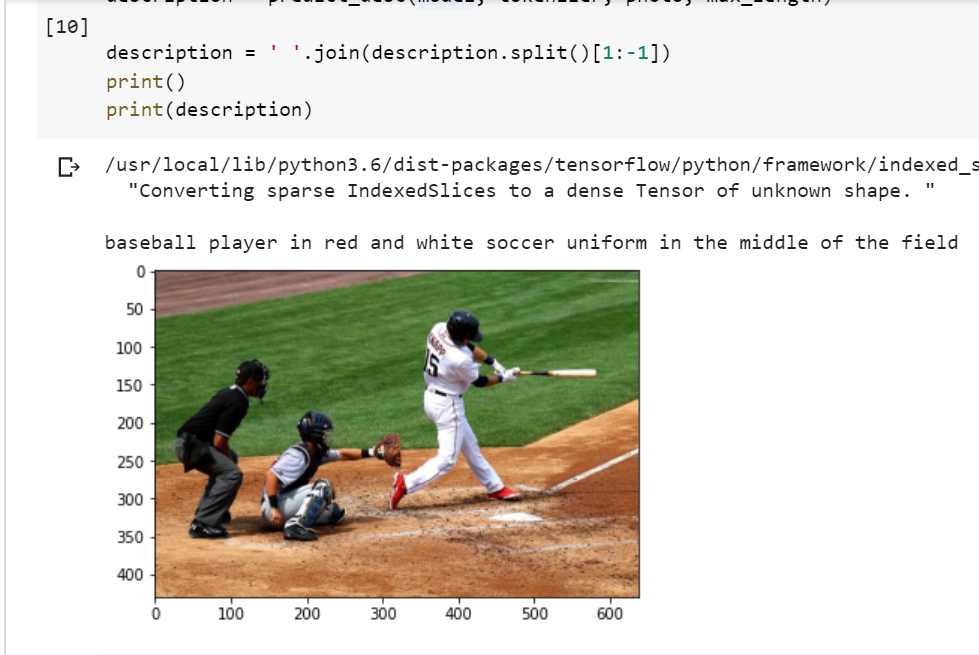 [10]
description = ' '.join(description.split()[1:-1])
print()
print(description)
/usr/local/lib/python3.6/dist-packages/tensorflow/python/framework/indexed_s
"Converting sparse IndexedSlices to a dense Tensor of unknown shape. "
baseball player in red and white soccer uniform in the middle of the field
0
50
100
150
200
250
300
350
400
KNAPP
15
0 100 200 300 400 500 600